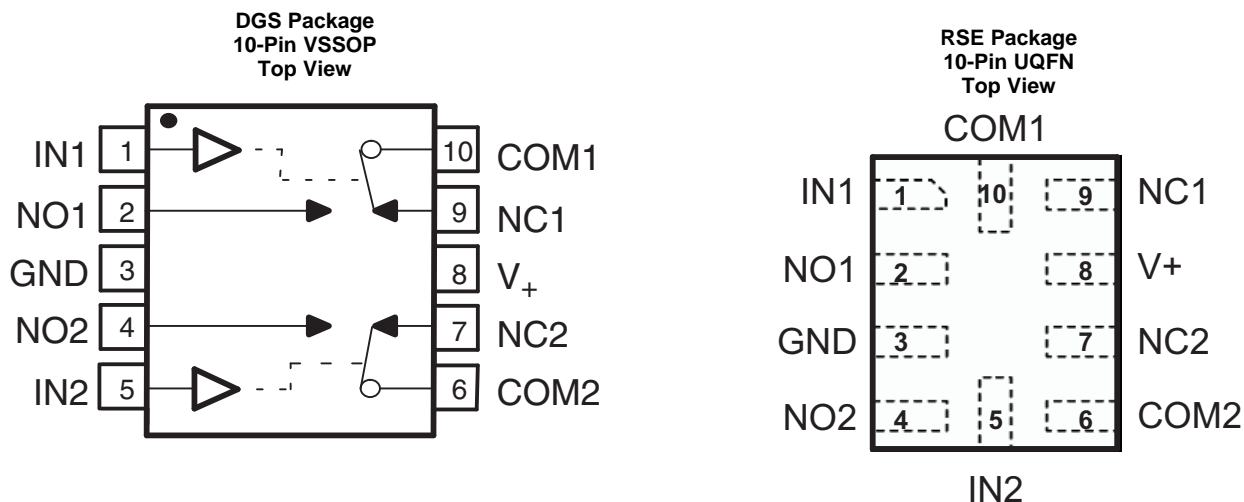 DGS Package
10-Pin VSSOP
Top View
IN1 1 10 COM1
NO1 2 9 NC1
GND 3 8 V+
NO2 4 7 NC2
IN2 5 6 COM2
RSE Package
10-Pin UQFN
Top View
COM1
IN1 1 10 9 NC1
NO1 2 8 V+
GND 3 7 NC2
NO2 4 5 6 COM2
IN2